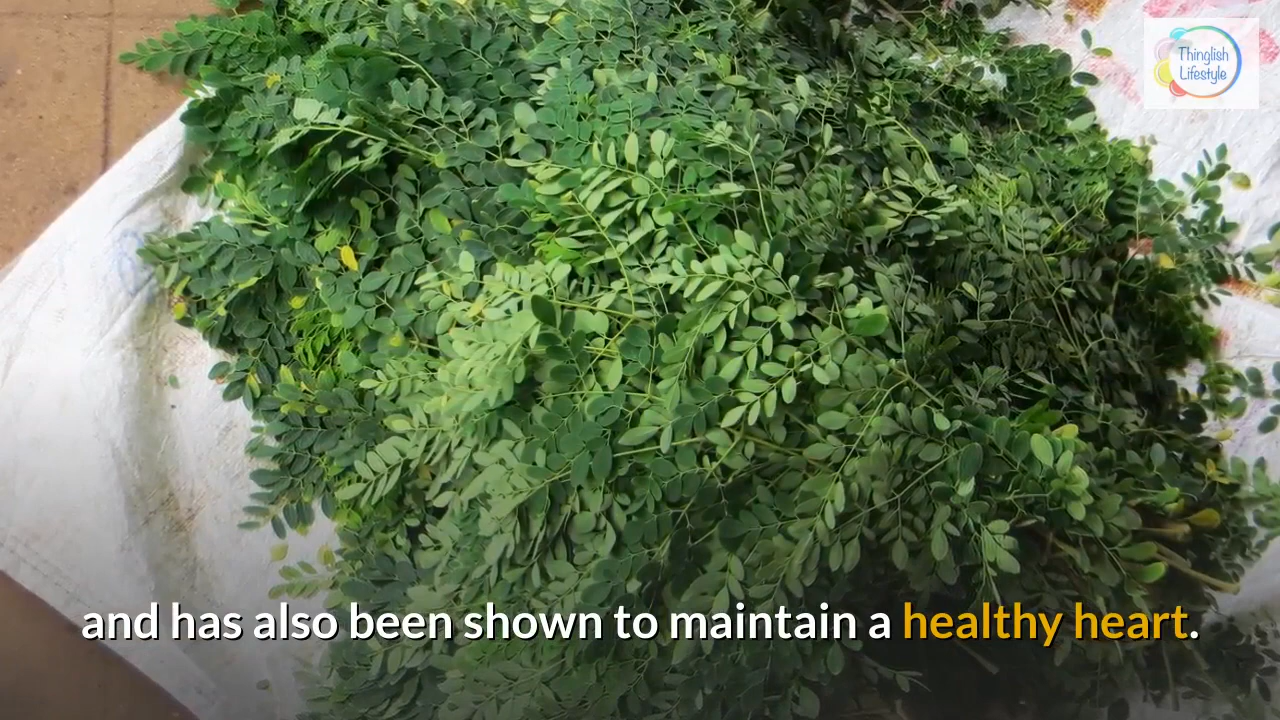 Thinglish
Lifestyle
and has also been shown to maintain a healthy heart.